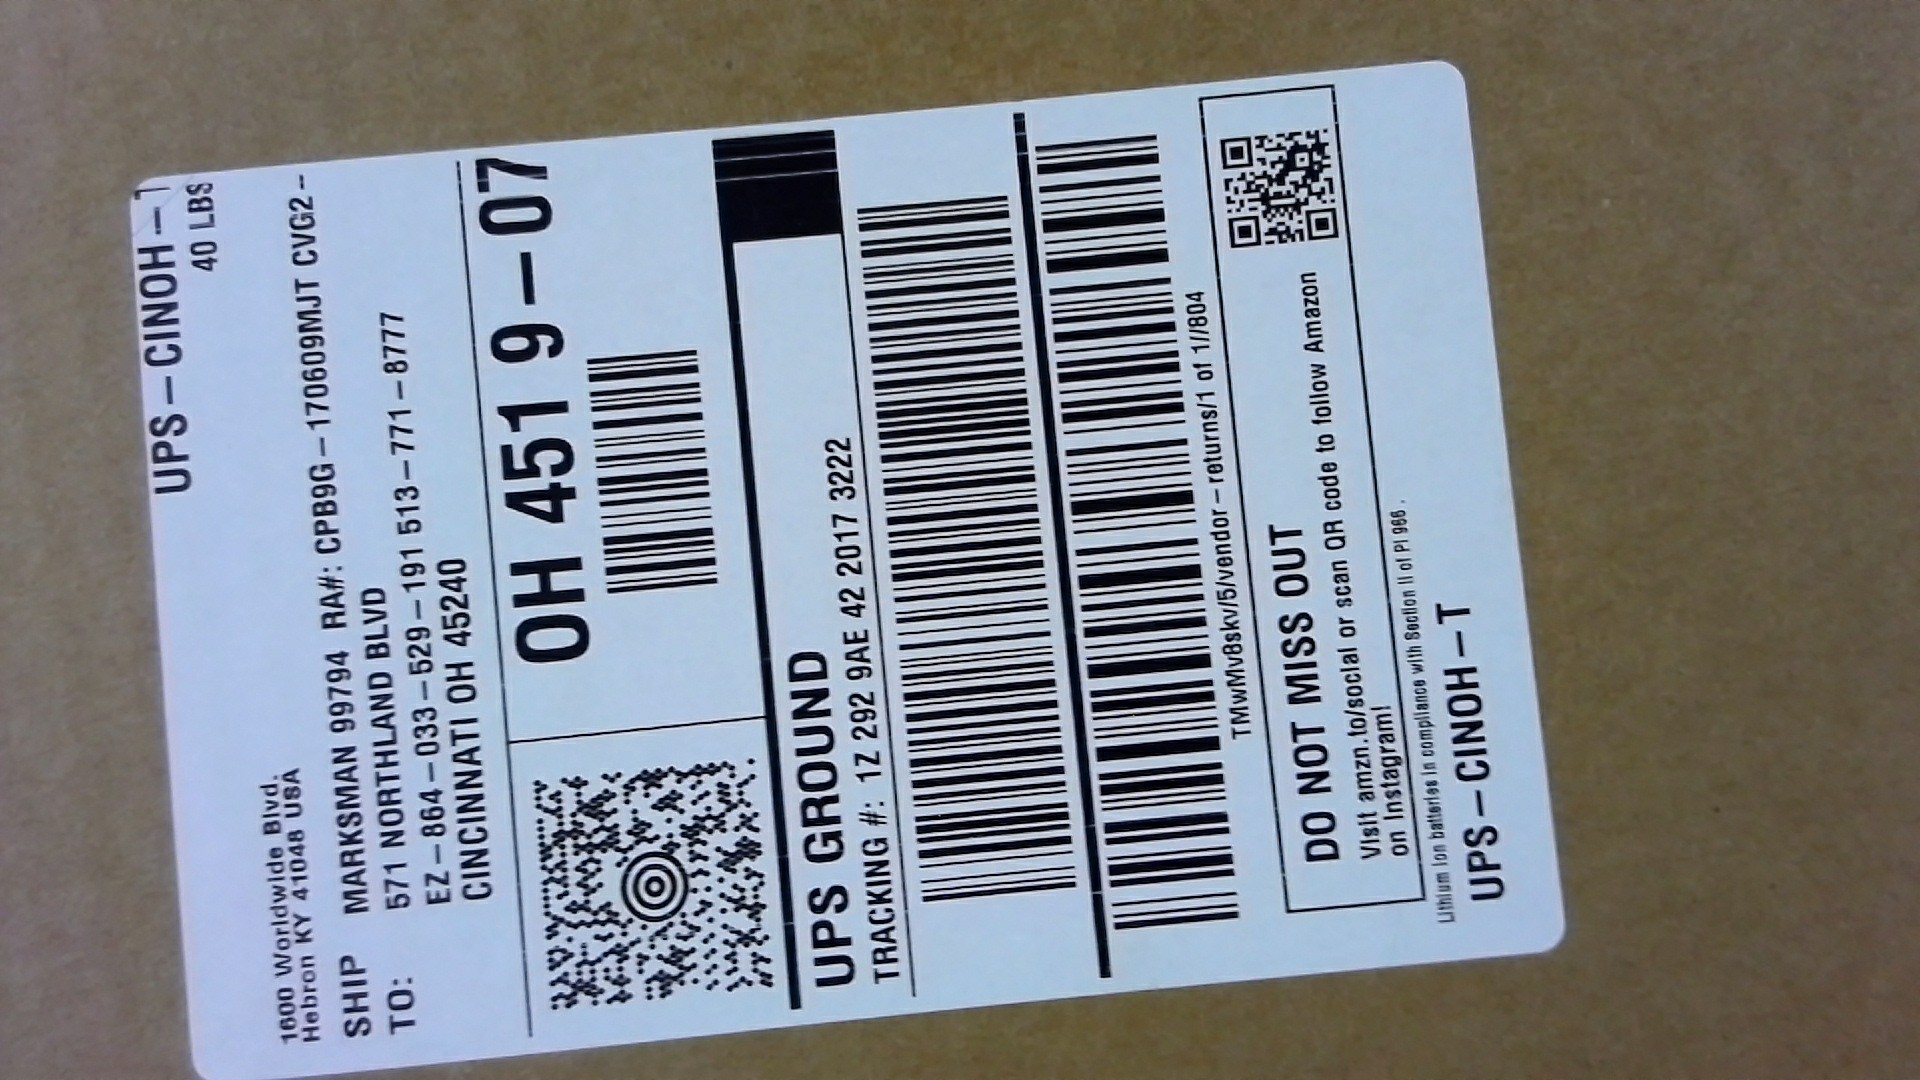 UPS-CINOH-T
40 LBS
1600 Worldwide Blvd.
Hebron KY 41048 USA
SHIP TO:
MARKSMAN 99794 RA#: CPB9G-170609MJT CVG2-
571 NORTHLAND BLVD
EZ-864-033-529-191 513-771-8777
CINCINNATI OH 45240
OH 451 9-07
UPS GROUND
TRACKING #: 1Z 292 9AE 42 2017 3222
TMwMv8skv/5/vendor-returns/1 of 1//804
DO NOT MISS OUT
Visit amzn.to/social or scan QR code to follow Amazon
on Instagram!
Lithium Ion batteries in compliance with Section II of PI 966.
UPS-CINOH-T